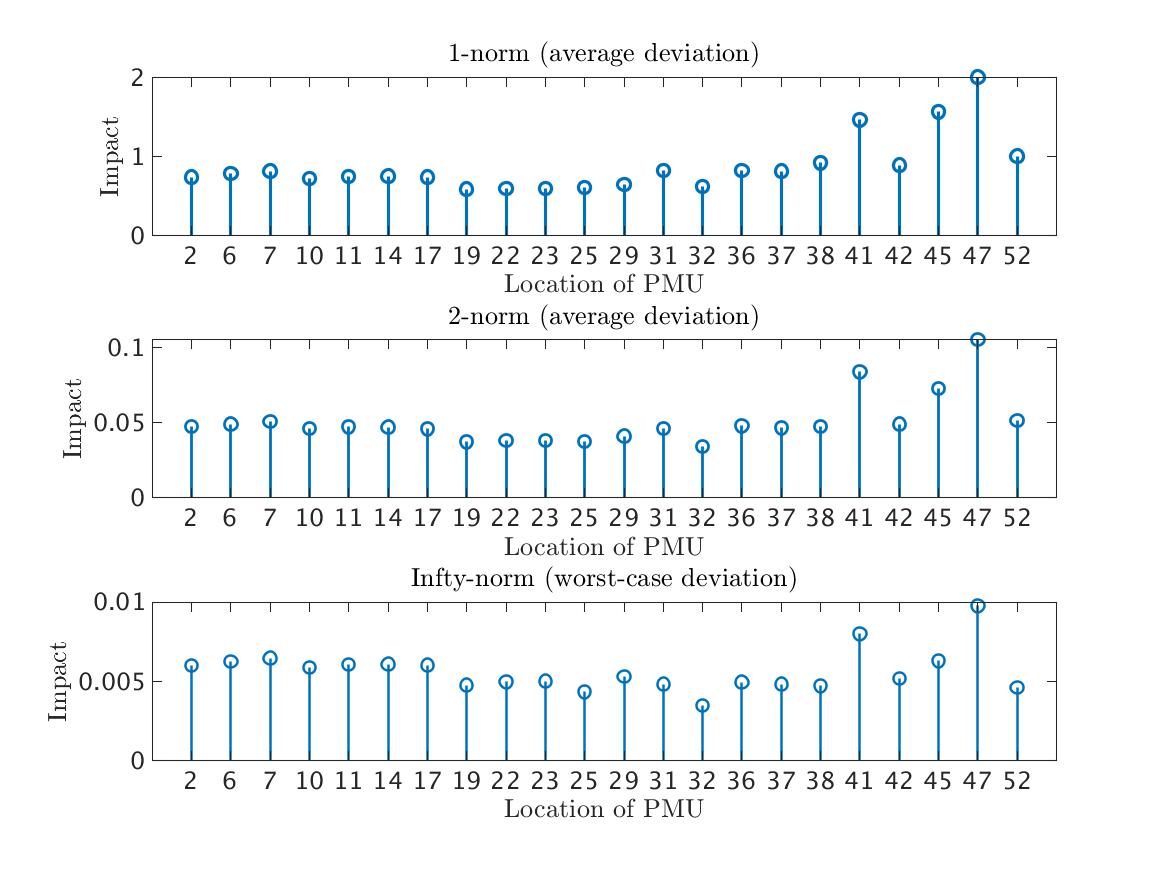 1-norm (average deviation)
2
1
0
Impact
2 6 7 10 11 14 17 19 22 23 25 29 31 32 36 37 38 41 42 45 47 52
Location of PMU
2-norm (average deviation)
0.1
0.05
0
Impact
2 6 7 10 11 14 17 19 22 23 25 29 31 32 36 37 38 41 42 45 47 52
Location of PMU
Infty-norm (worst-case deviation)
0.01
0.005
0
Impact
2 6 7 10 11 14 17 19 22 23 25 29 31 32 36 37 38 41 42 45 47 52
Location of PMU